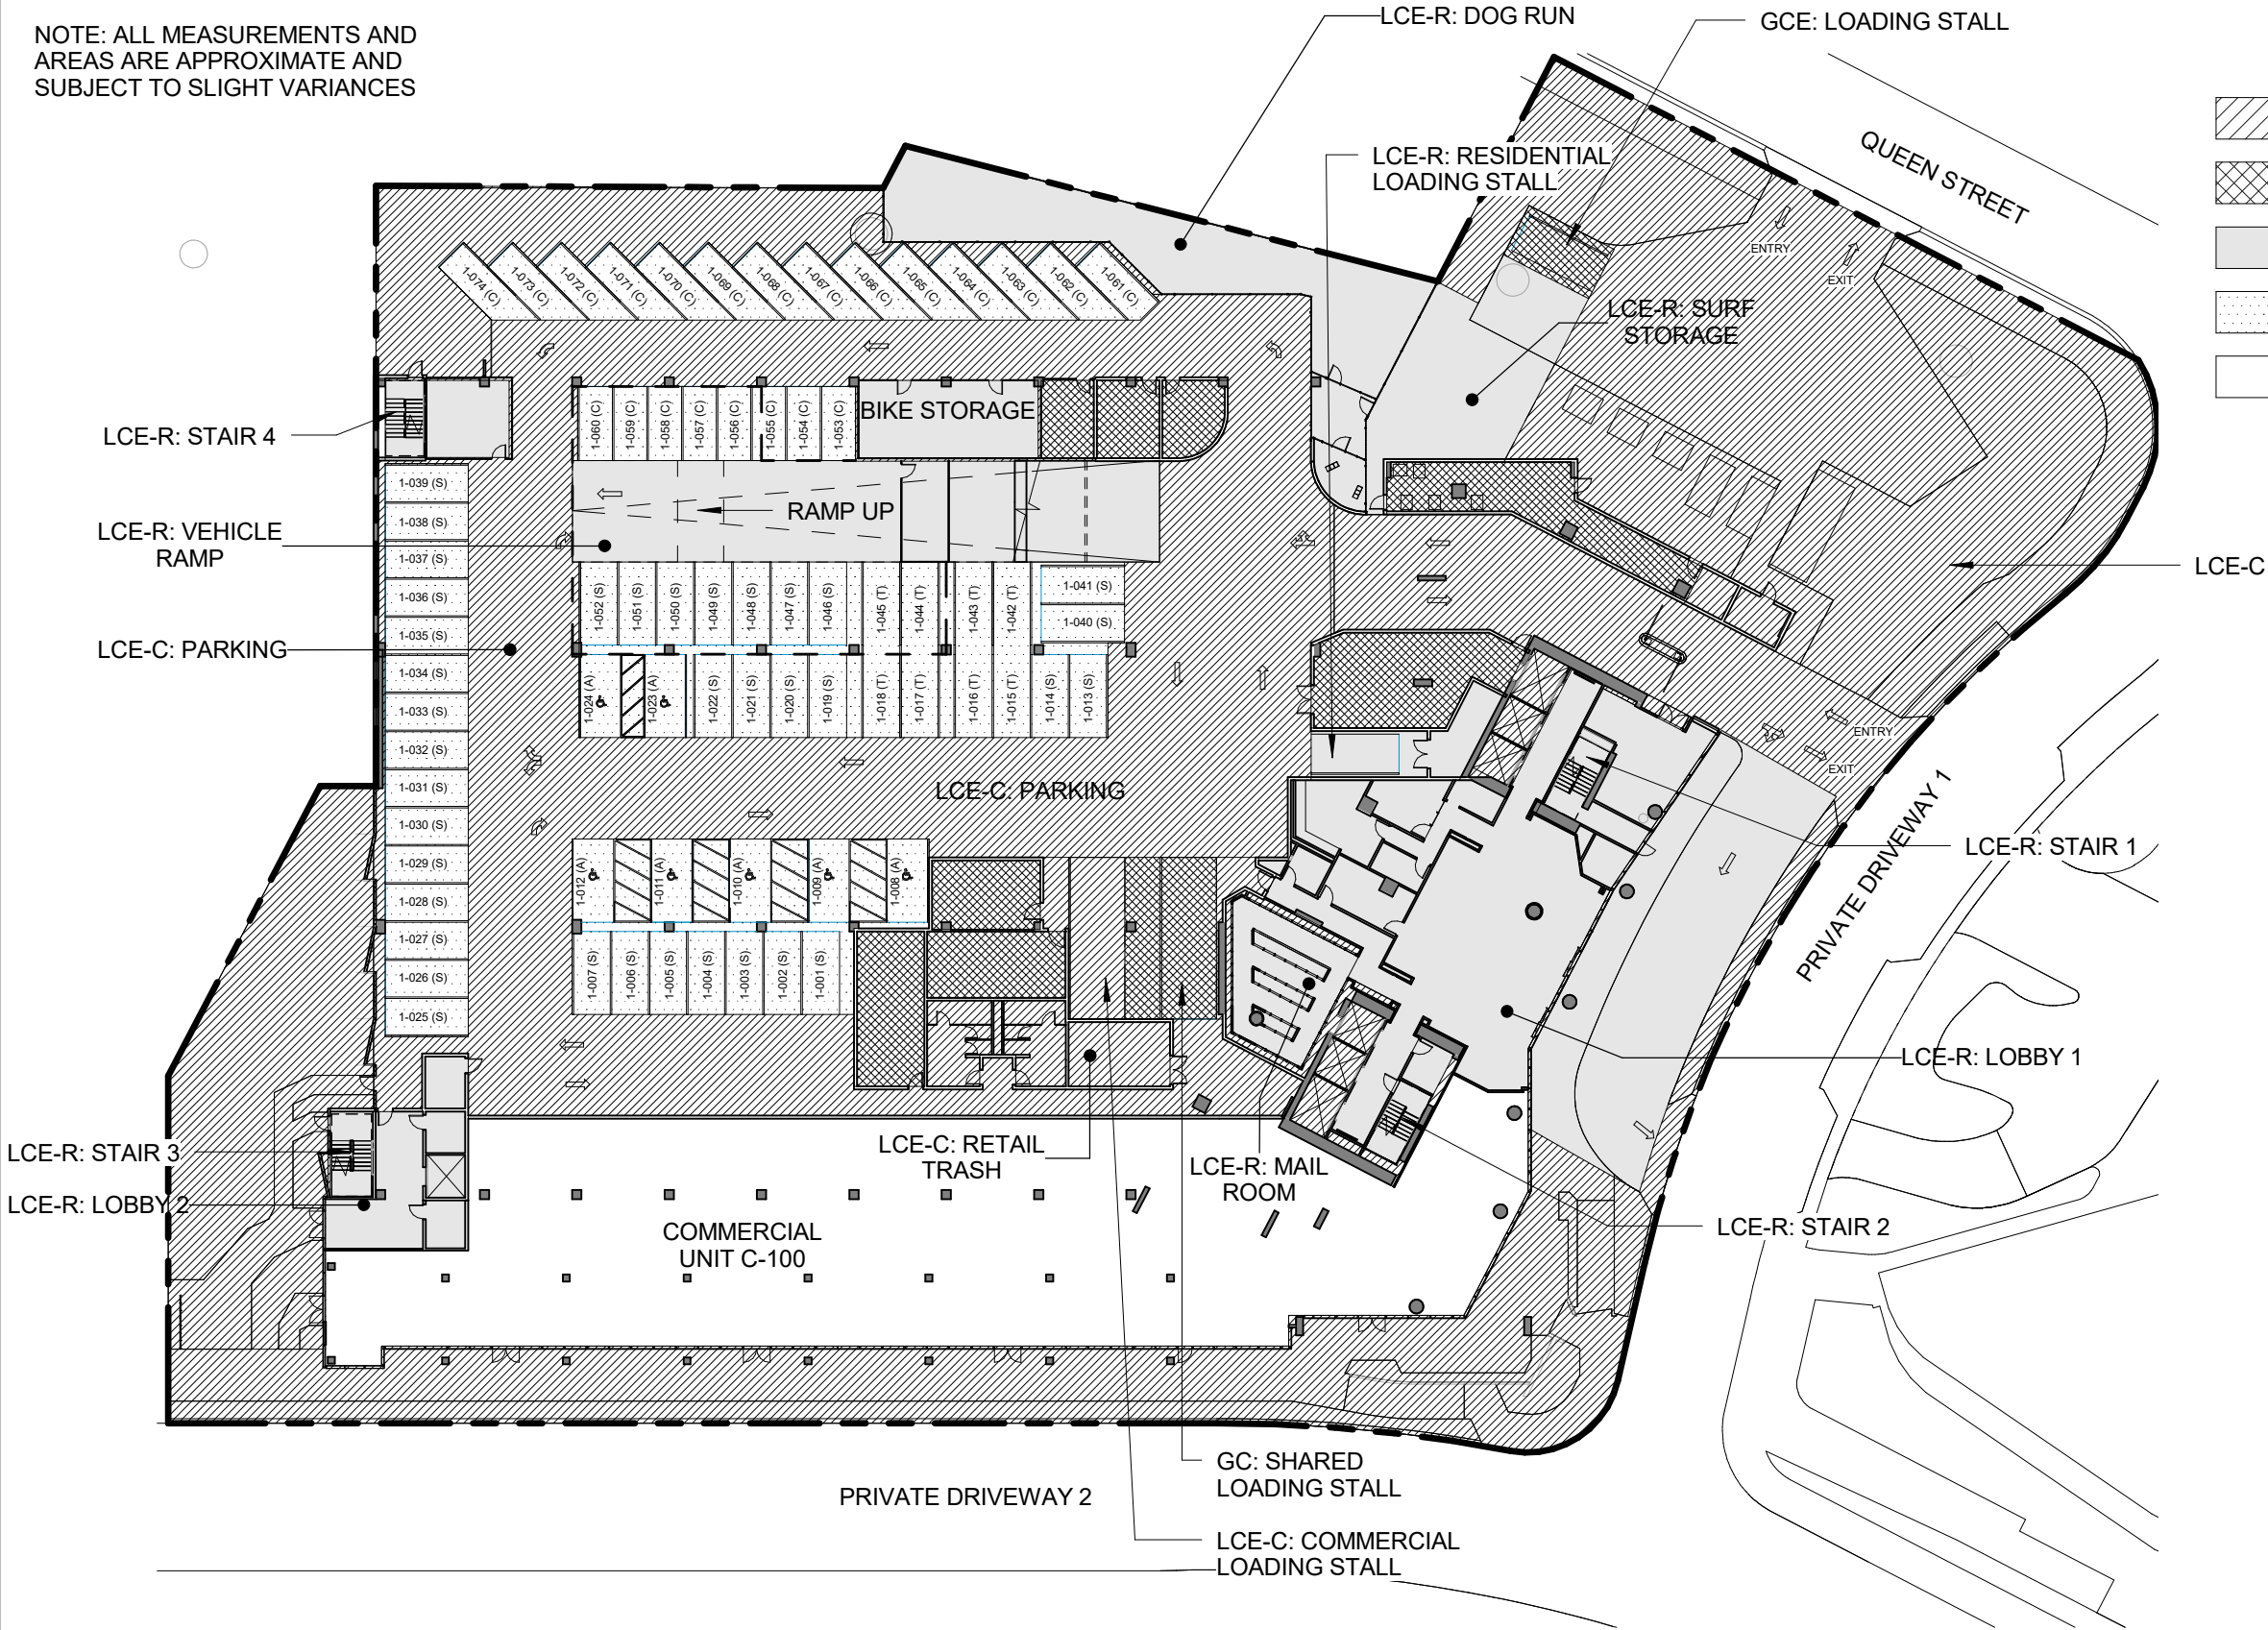 NOTE: ALL MEASUREMENTS AND
AREAS ARE APPROXIMATE AND
SUBJECT TO SLIGHT VARIANCES
LCE-R: DOG RUN
GCE: LOADING STALL
QUEEN STREET
LCE-R: RESIDENTIAL
LOADING STALL
ENTRY
EXIT
LCE-R: SURF
STORAGE
1-074 (C)
1-073 (C)
1-072 (C)
1-071 (C)
1-070 (C)
1-069 (C)
1-068 (C)
1-067 (C)
1-066 (C)
1-065 (C)
1-064 (C)
1-063 (C)
1-062 (C)
1-061 (C)
1-060 (C)
1-059 (C)
1-058 (C)
1-057 (C)
1-056 (C)
1-055 (C)
1-054 (C)
1-053 (C)
BIKE STORAGE
LCE-R: STAIR 4
RAMP UP
LCE-R: VEHICLE
RAMP
LCE-C
LCE-C: PARKING
1-039 (S)
1-038 (S)
1-037 (S)
1-036 (S)
1-035 (S)
1-034 (S)
1-033 (S)
1-032 (S)
1-031 (S)
1-030 (S)
1-029 (S)
1-028 (S)
1-027 (S)
1-026 (S)
1-025 (S)
1-052 (S)
1-051 (S)
1-050 (S)
1-049 (S)
1-048 (S)
1-047 (S)
1-046 (S)
1-045 (T)
1-044 (T)
1-043 (T)
1-042 (T)
1-041 (S)
1-040 (S)
1-024 (A)
1-023 (A)
1-022 (S)
1-021 (S)
1-020 (S)
1-019 (S)
1-018 (T)
1-017 (T)
1-016 (T)
1-015 (T)
1-014 (S)
1-013 (S)
ENTRY
EXIT
LCE-C: PARKING
PRIVATE DRIVEWAY 1
LCE-R: STAIR 1
1-012 (A)
1-011 (A)
1-010 (A)
1-009 (A)
1-008 (A)
1-007 (S)
1-006 (S)
1-005 (S)
1-004 (S)
1-003 (S)
1-002 (S)
1-001 (S)
LCE-R: LOBBY 1
LCE-R: STAIR 3
LCE-R: LOBBY 2
LCE-C: RETAIL
TRASH
LCE-R: MAIL
ROOM
COMMERCIAL
UNIT C-100
LCE-R: STAIR 2
GC: SHARED
LOADING STALL
PRIVATE DRIVEWAY 2
LCE-C: COMMERCIAL
LOADING STALL